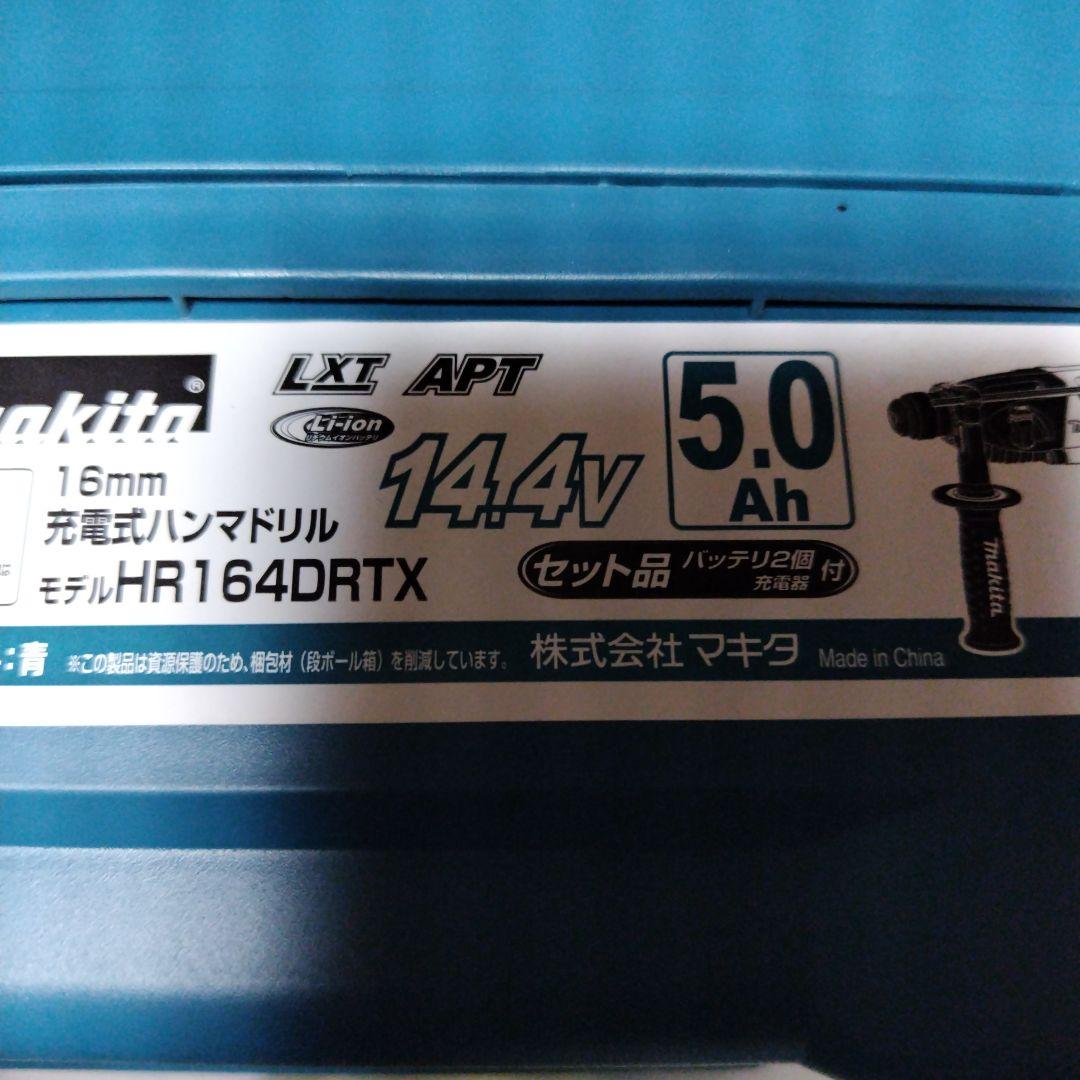 makita®
LXT APT
Li-ion
リチウムイオンバッテリ
14.4V
5.0
Ah
16mm
充電式ハンマドリル
モデルHR164DRTX
セット品 バッテリ2個 充電器 付
makita
:青 ※この製品は資源保護のため、梱包材(段ボール箱)を削減しています。 株式会社マキタ Made in China